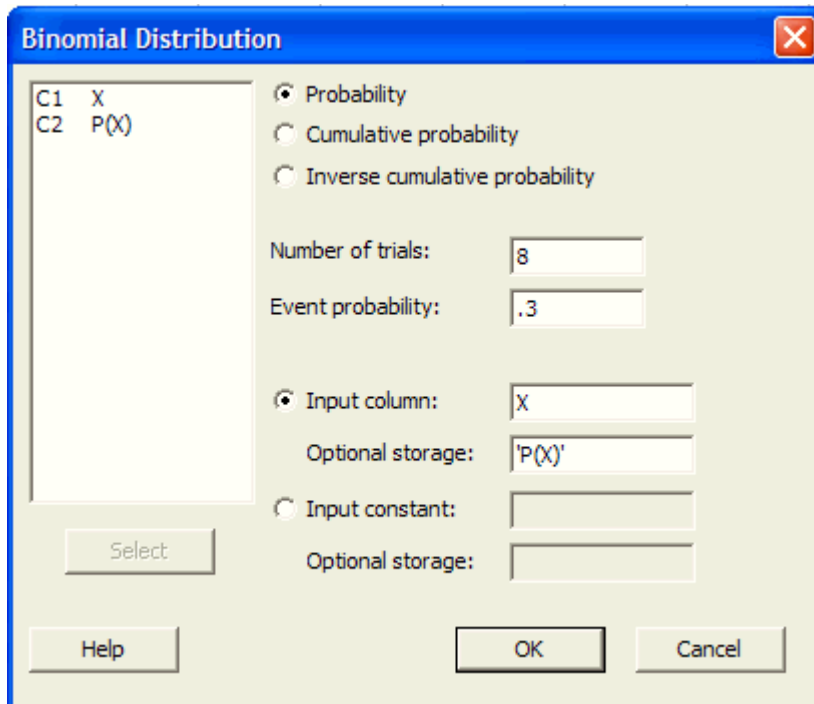 Binomial Distribution
C1 X
C2 P(X)
Probability
Cumulative probability
Inverse cumulative probability
Number of trials: 8
Event probability: .3
Input column: X
Optional storage: 'P(X)'
Input constant:
Optional storage:
Select
Help
OK
Cancel